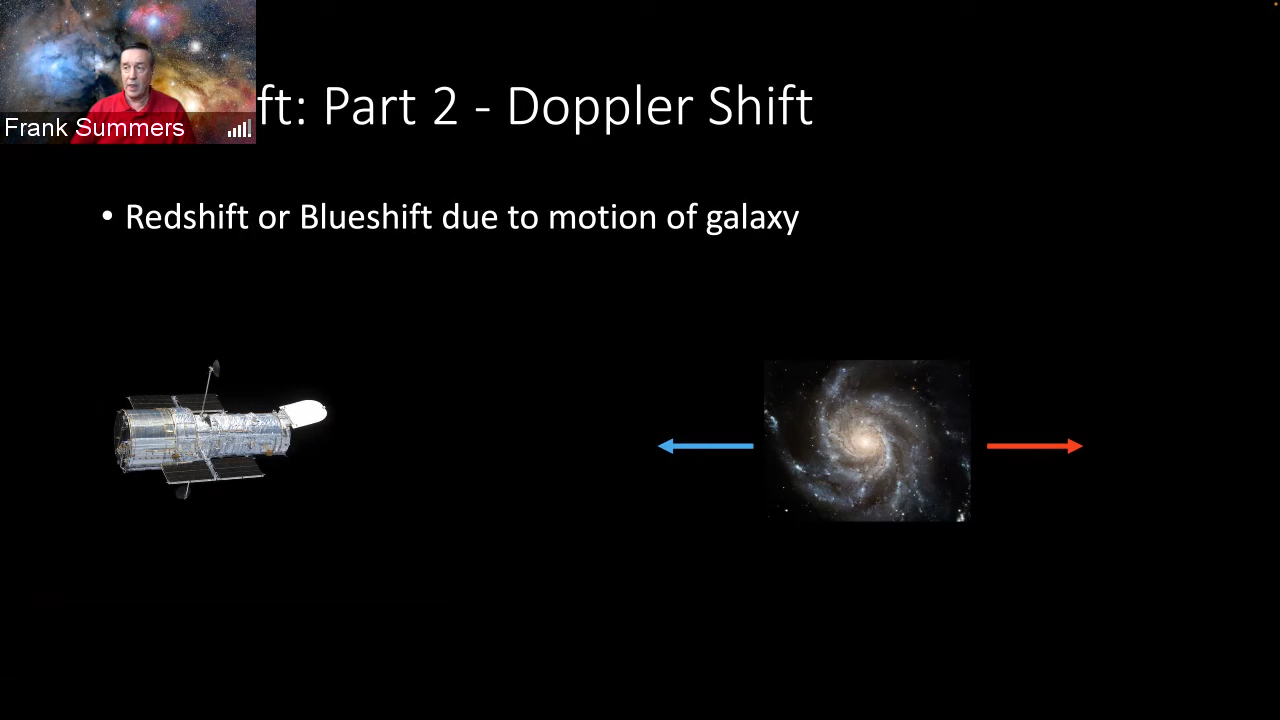 ft: Part 2 - Doppler Shift
Frank Summers
• Redshift or Blueshift due to motion of galaxy